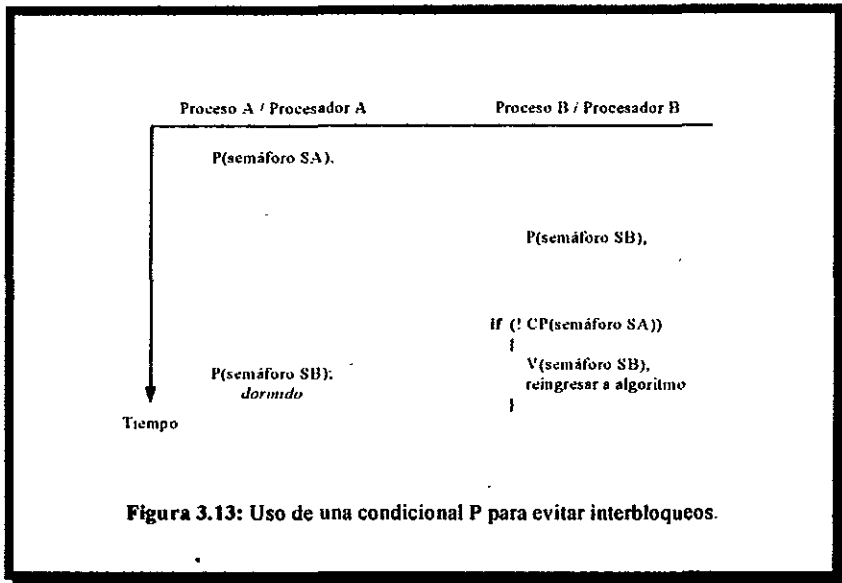 Proceso A / Procesador A
Proceso B / Procesador B
P(semáforo SA),
P(semáforo SB),
if (! CP(semáforo SA))
{
P(semáforo SB);
V(semáforo SB),
dormido
reingresar a algoritmo
}
Tiempo
Figura 3.13: Uso de una condicional P para evitar interbloqueos.